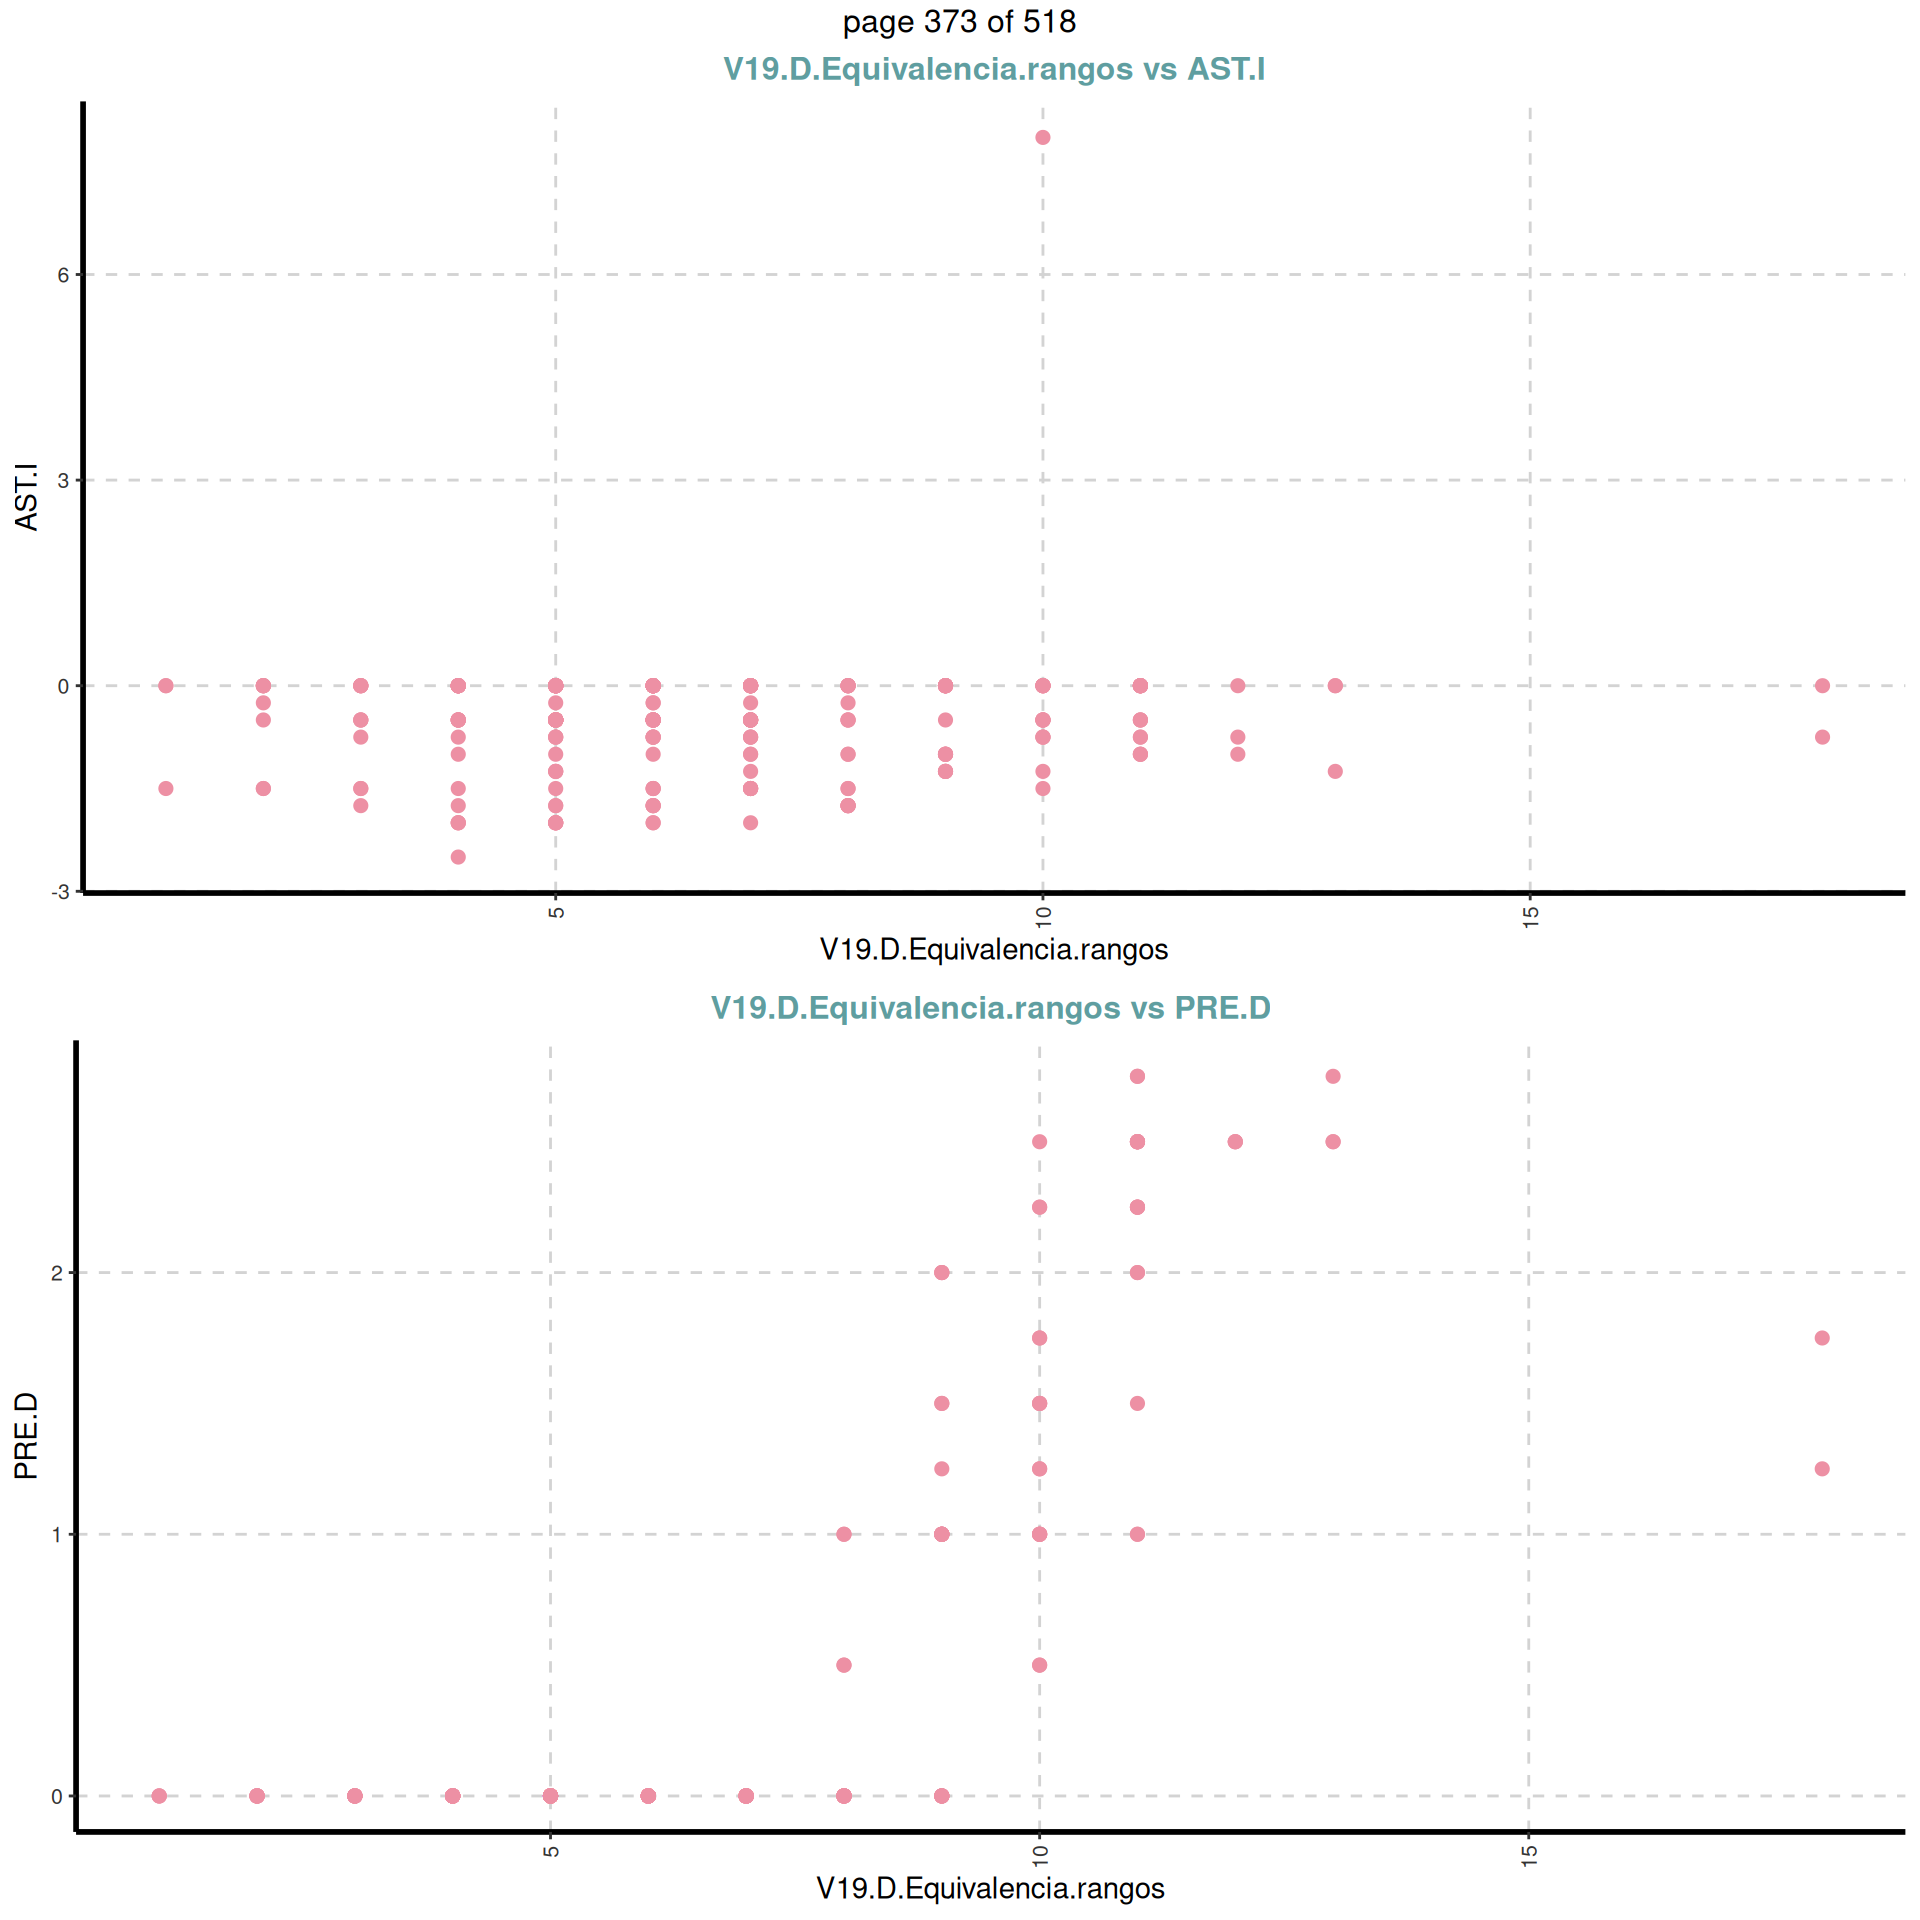 page 373 of 518
V19.D.Equivalencia.rangos vs AST.I
6
3
0
-3
AST.I
5
10
15
V19.D.Equivalencia.rangos
V19.D.Equivalencia.rangos vs PRE.D
2
1
0
PRE.D
5
10
15
V19.D.Equivalencia.rangos